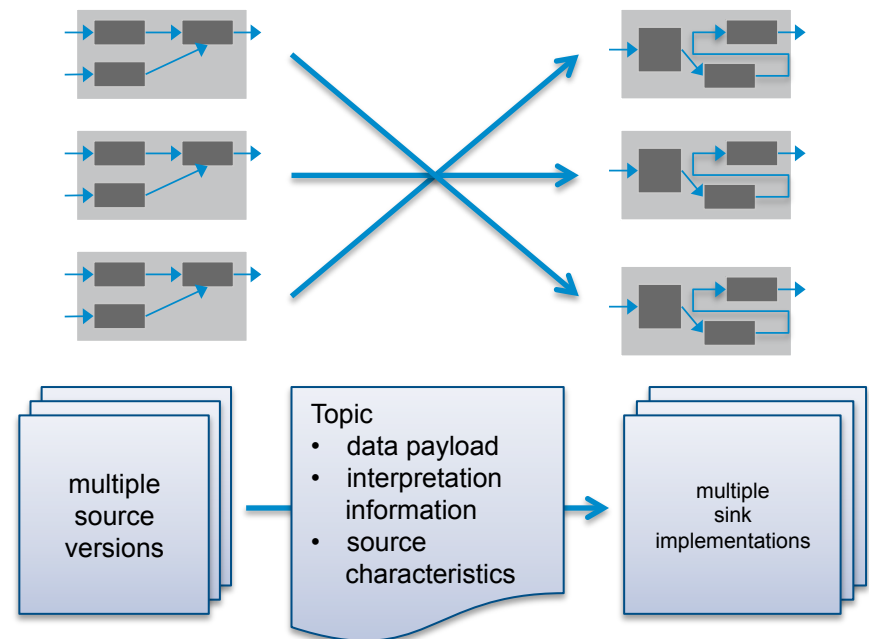 multiple
source
versions
Topic
• data payload
• interpretation
information
• source
characteristics
multiple
sink
implementations